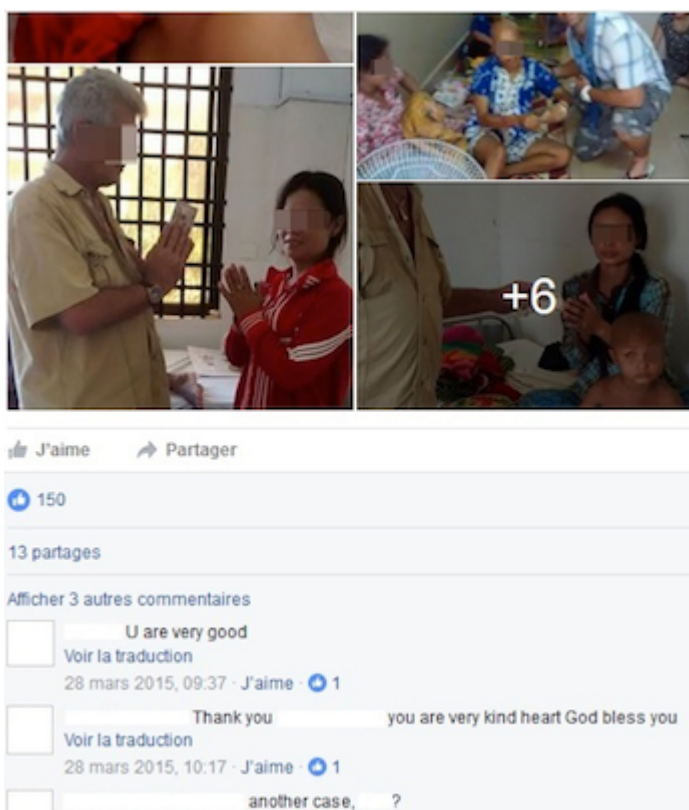 +6
J'aime Partager
150
13 partages
Afficher 3 autres commentaires
U are very good
Voir la traduction
28 mars 2015, 09:37 · J'aime · 1
Thank you you are very kind heart God bless you
Voir la traduction
28 mars 2015, 10:17 · J'aime · 1
another case, ?